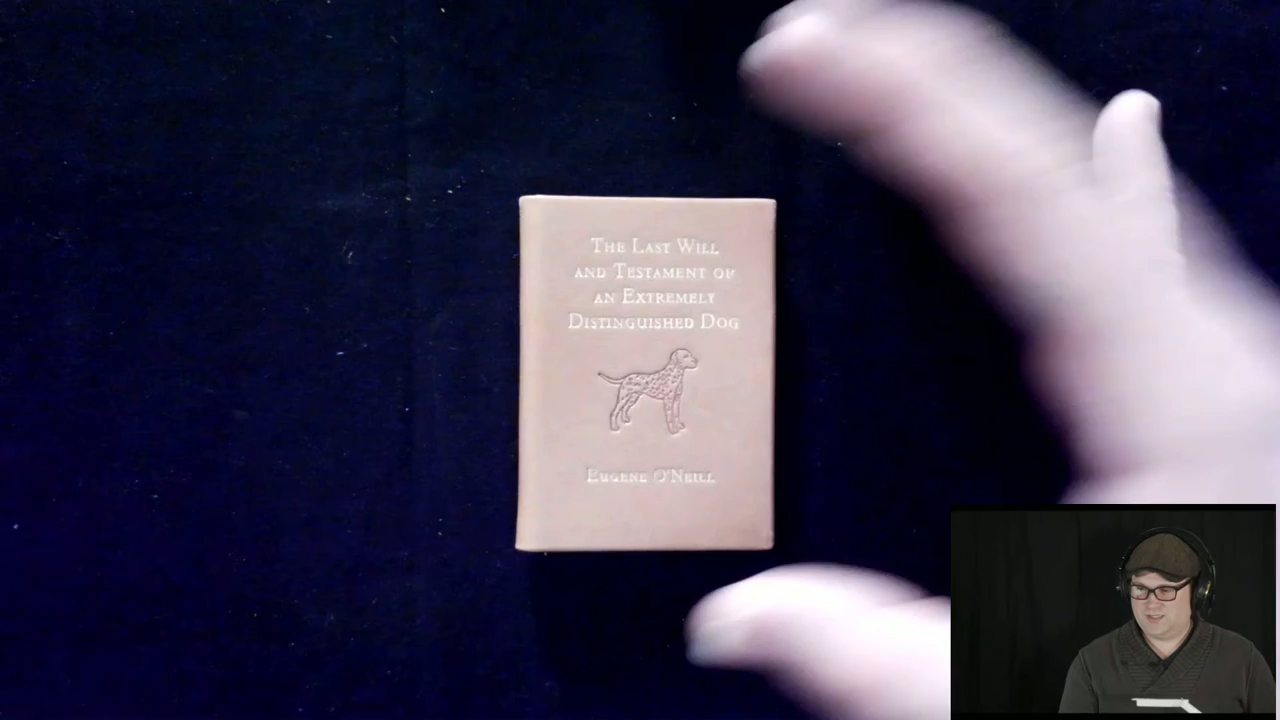 The Last Will
and Testament of
an Extremely
Distinguished Dog
Eugene O'Neill